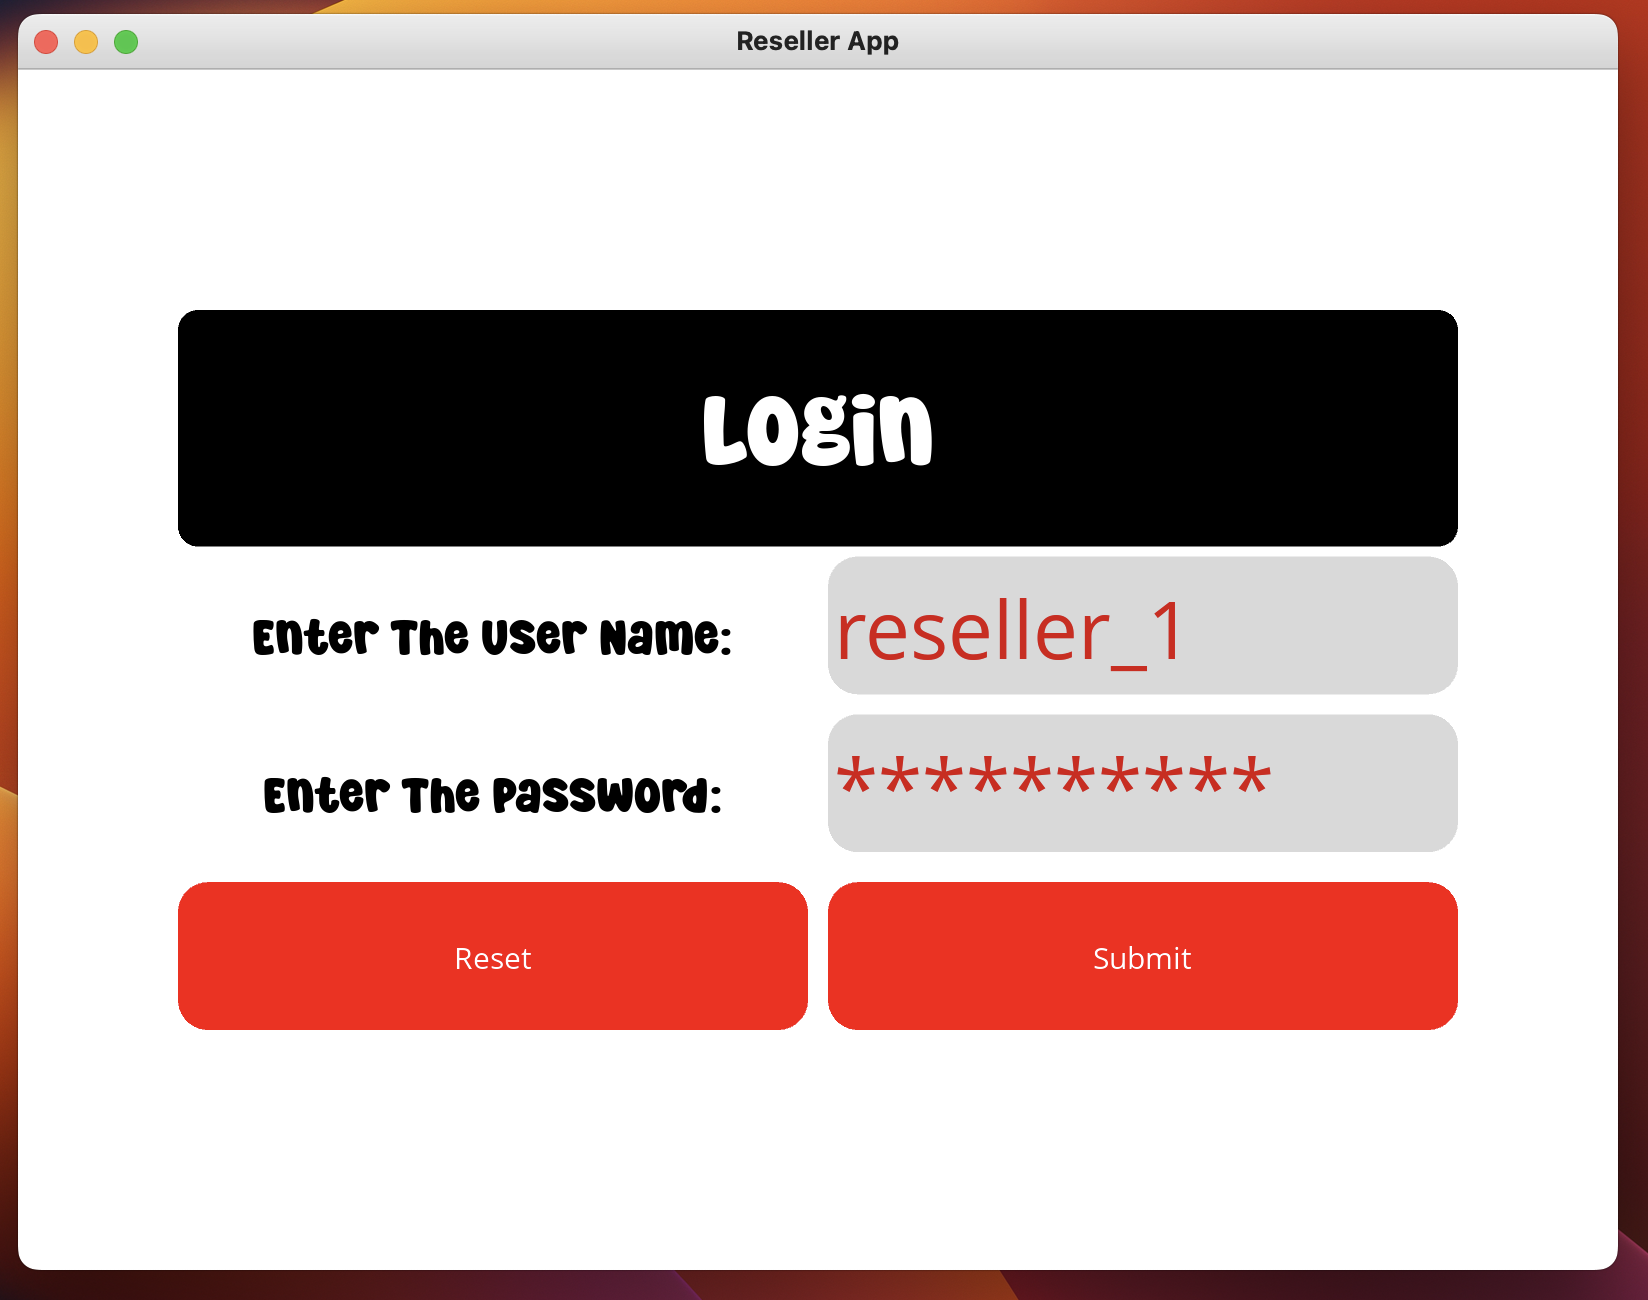 Reseller App
Login
Enter The User Name:
reseller_1
Enter The Password:
**********
Reset
Submit